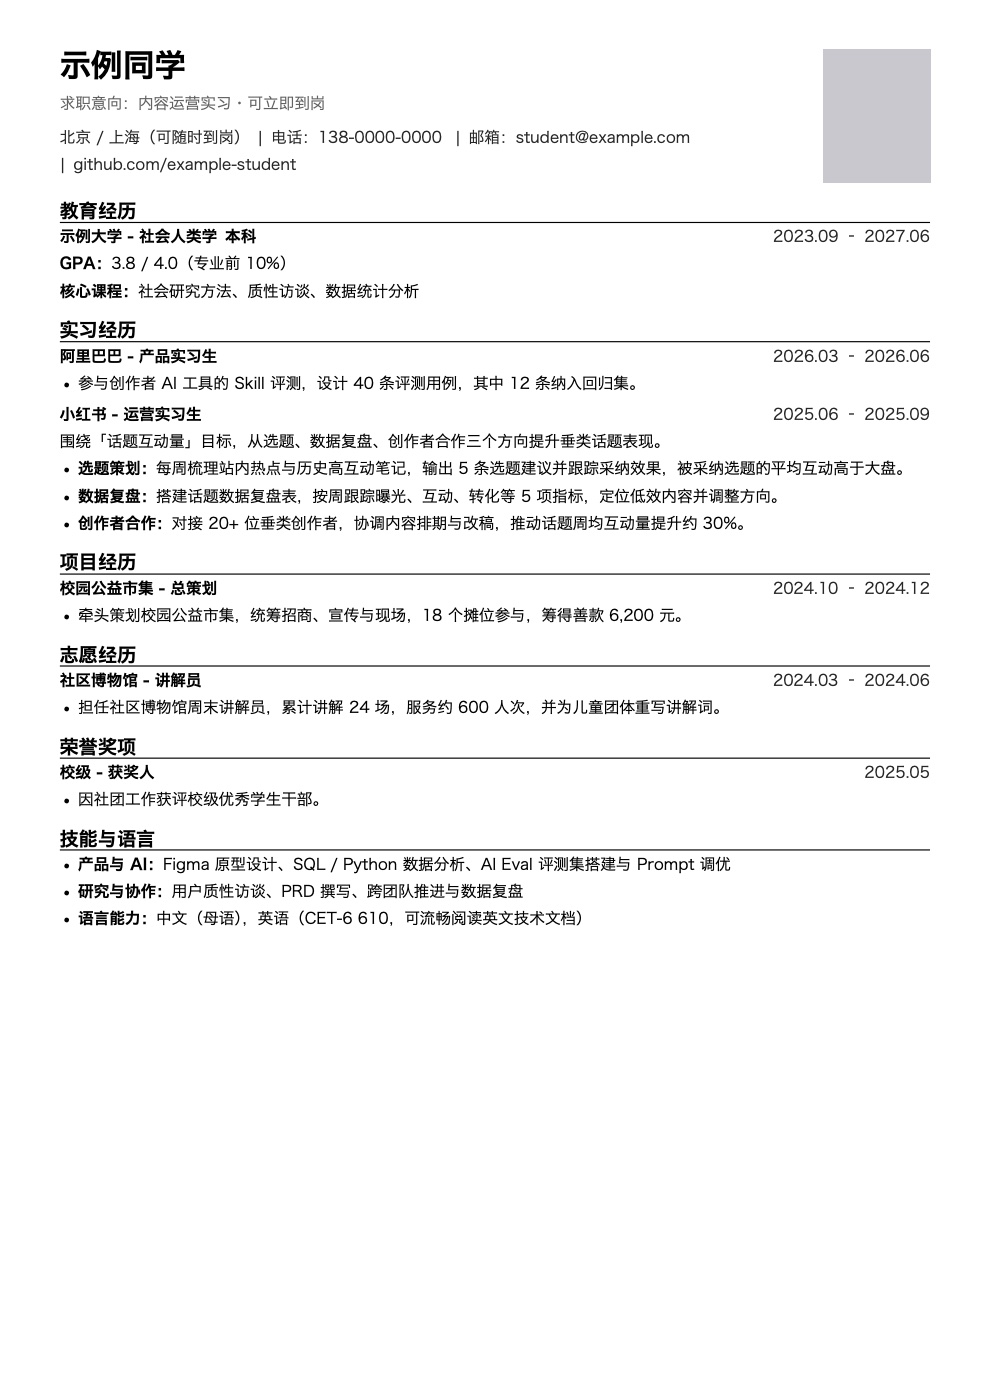 示例同学
求职意向：内容运营实习 · 可立即到岗
北京 / 上海（可随时到岗） | 电话：138-0000-0000 | 邮箱：student@example.com
| github.com/example-student
教育经历
示例大学 - 社会人类学 本科 2023.09 - 2027.06
GPA：3.8 / 4.0（专业前 10%）
核心课程：社会研究方法、质性访谈、数据统计分析
实习经历
阿里巴巴 - 产品实习生 2026.03 - 2026.06
• 参与创作者 AI 工具的 Skill 评测，设计 40 条评测用例，其中 12 条纳入回归集。
小红书 - 运营实习生 2025.06 - 2025.09
围绕「话题互动量」目标，从选题、数据复盘、创作者合作三个方向提升垂类话题表现。
• 选题策划：每周梳理站内热点与历史高互动笔记，输出 5 条选题建议并跟踪采纳效果，被采纳选题的平均互动高于大盘。
• 数据复盘：搭建话题数据复盘表，按周跟踪曝光、互动、转化等 5 项指标，定位低效内容并调整方向。
• 创作者合作：对接 20+ 位垂类创作者，协调内容排期与改稿，推动话题周均互动量提升约 30%。
项目经历
校园公益市集 - 总策划 2024.10 - 2024.12
• 牵头策划校园公益市集，统筹招商、宣传与现场，18 个摊位参与，筹得善款 6,200 元。
志愿经历
社区博物馆 - 讲解员 2024.03 - 2024.06
• 担任社区博物馆周末讲解员，累计讲解 24 场，服务约 600 人次，并为儿童团体重写讲解词。
荣誉奖项
校级 - 获奖人 2025.05
• 因社团工作获评校级优秀学生干部。
技能与语言
• 产品与 AI：Figma 原型设计、SQL / Python 数据分析、AI Eval 评测集搭建与 Prompt 调优
• 研究与协作：用户质性访谈、PRD 撰写、跨团队推进与数据复盘
• 语言能力：中文（母语），英语（CET-6 610，可流畅阅读英文技术文档）